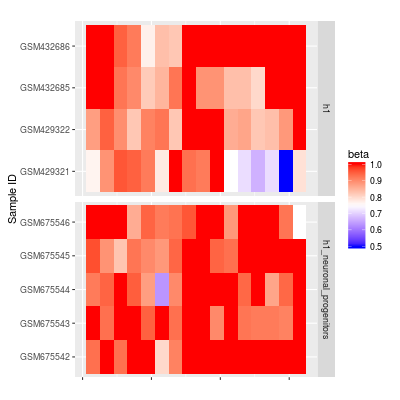 Sample ID
GSM432686
GSM432685
GSM429322
GSM429321
h1
GSM675546
GSM675545
GSM675544
GSM675543
GSM675542
h1_neuronal_progenitors
beta
1.0
0.9
0.8
0.7
0.6
0.5